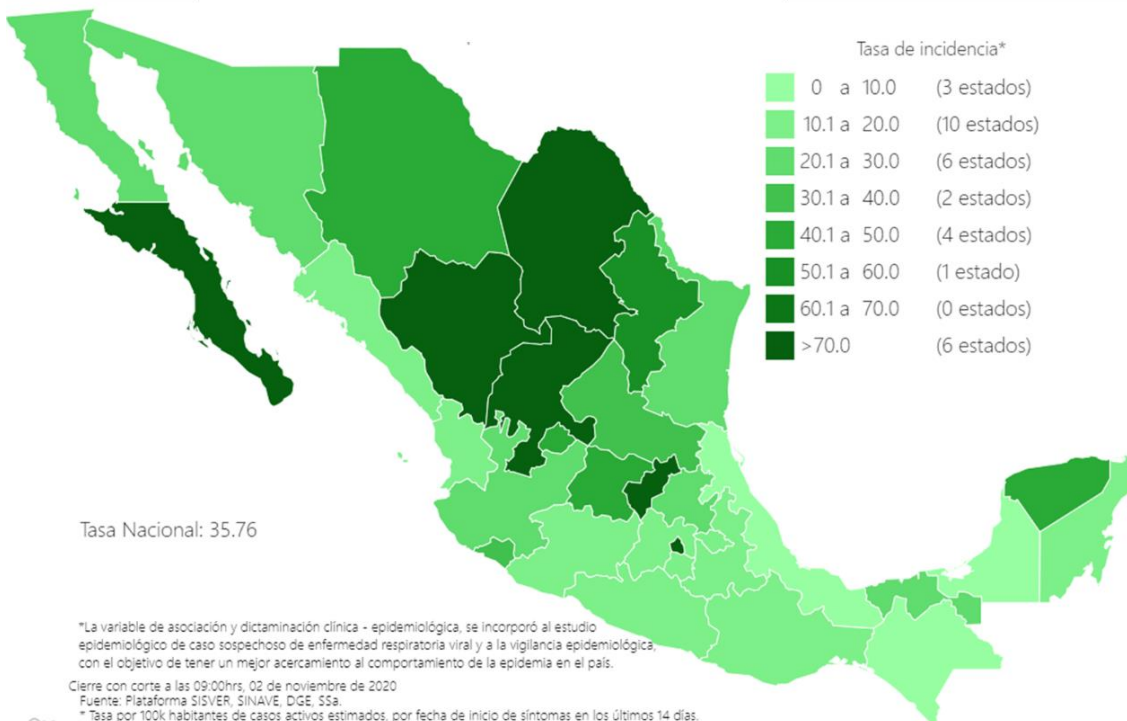 Tasa de incidencia*
0 a 10.0 (3 estados)
10.1 a 20.0 (10 estados)
20.1 a 30.0 (6 estados)
30.1 a 40.0 (2 estados)
40.1 a 50.0 (4 estados)
50.1 a 60.0 (1 estado)
60.1 a 70.0 (0 estados)
>70.0 (6 estados)
Tasa Nacional: 35.76
*La variable de asociación y dictaminación clínica - epidemiológica, se incorporó al estudio
epidemiológico de caso sospechoso de enfermedad respiratoria viral y a la vigilancia epidemiológica,
con el objetivo de tener un mejor acercamiento al comportamiento de la epidemia en el país.
Cierre con corte a las 09:00hrs, 02 de noviembre de 2020
Fuente: Plataforma SISVER, SINAVE, DGE, SSa.
* Tasa por 100k habitantes de casos activos estimados, por fecha de inicio de síntomas en los últimos 14 días.